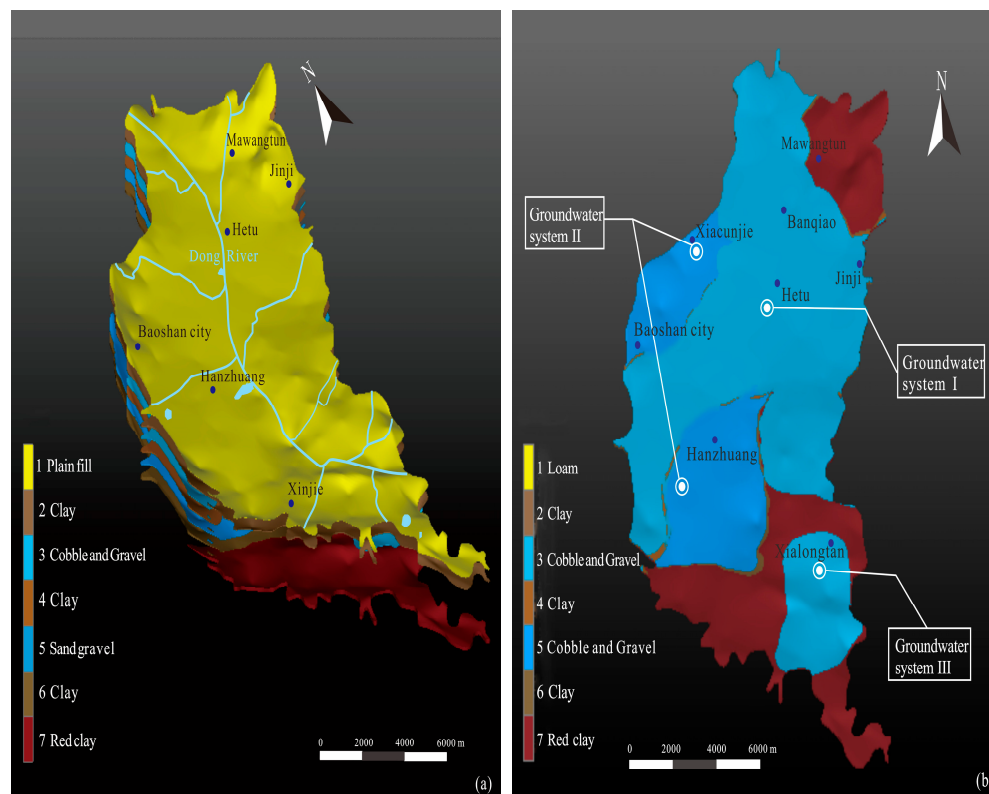 N
Mawangtun
Jinji
Hetu
Dong River
Baoshan city
Hanzhuang
Xinjie
1 Plain fill
2 Clay
3 Cobble and Gravel
4 Clay
5 Sand gravel
6 Clay
7 Red clay
0 2000 4000 6000 m
(a)
N
Mawangtun
Groundwater
system II
Xiacunjie
Banqiao
Jinji
Hetu
Baoshan city
Groundwater
system I
Hanzhuang
Xialongtan
Groundwater
system III
1 Loam
2 Clay
3 Cobble and Gravel
4 Clay
5 Cobble and Gravel
6 Clay
7 Red clay
0 2000 4000 6000 m
(b